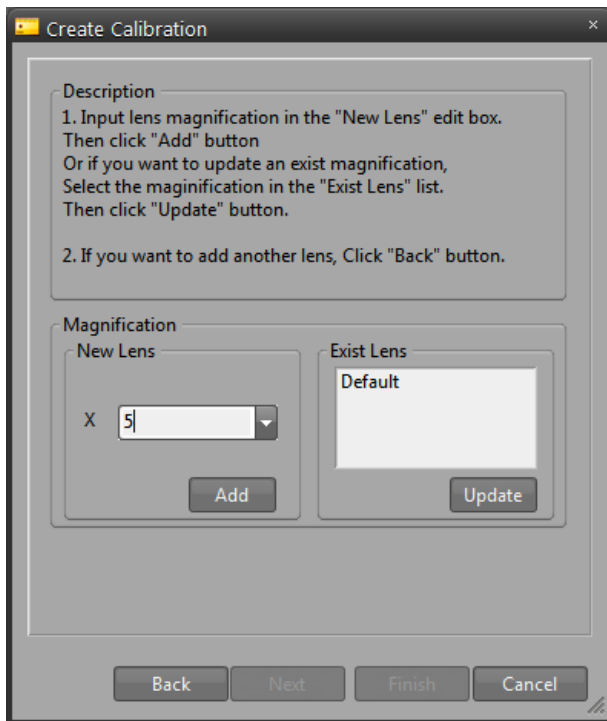 Create Calibration
Description
1. Input lens magnification in the "New Lens" edit box.
Then click "Add" button
Or if you want to update an exist magnification,
Select the maginification in the "Exist Lens" list.
Then click "Update" button.
2. If you want to add another lens, Click "Back" button.
Magnification
New Lens
X 5
Add
Exist Lens
Default
Update
Back Next Finish Cancel